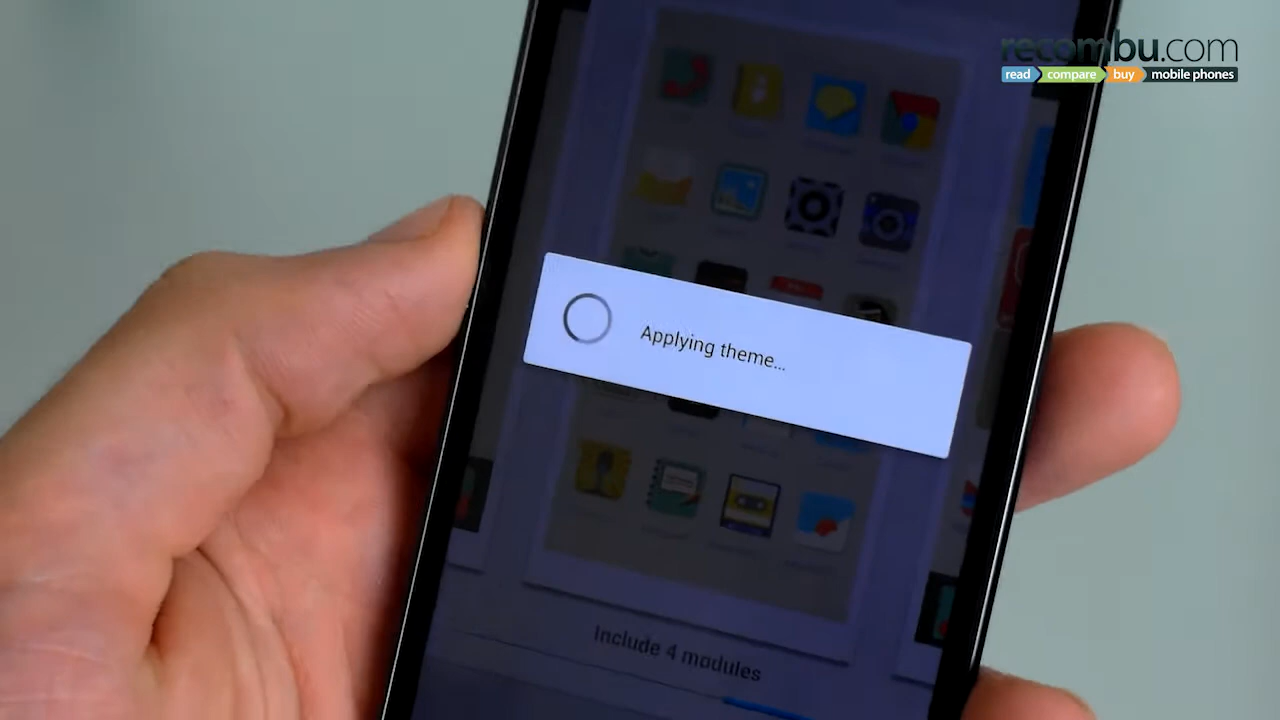 recombu.com
read compare buy mobile phones
Applying theme...
Include 4 modules